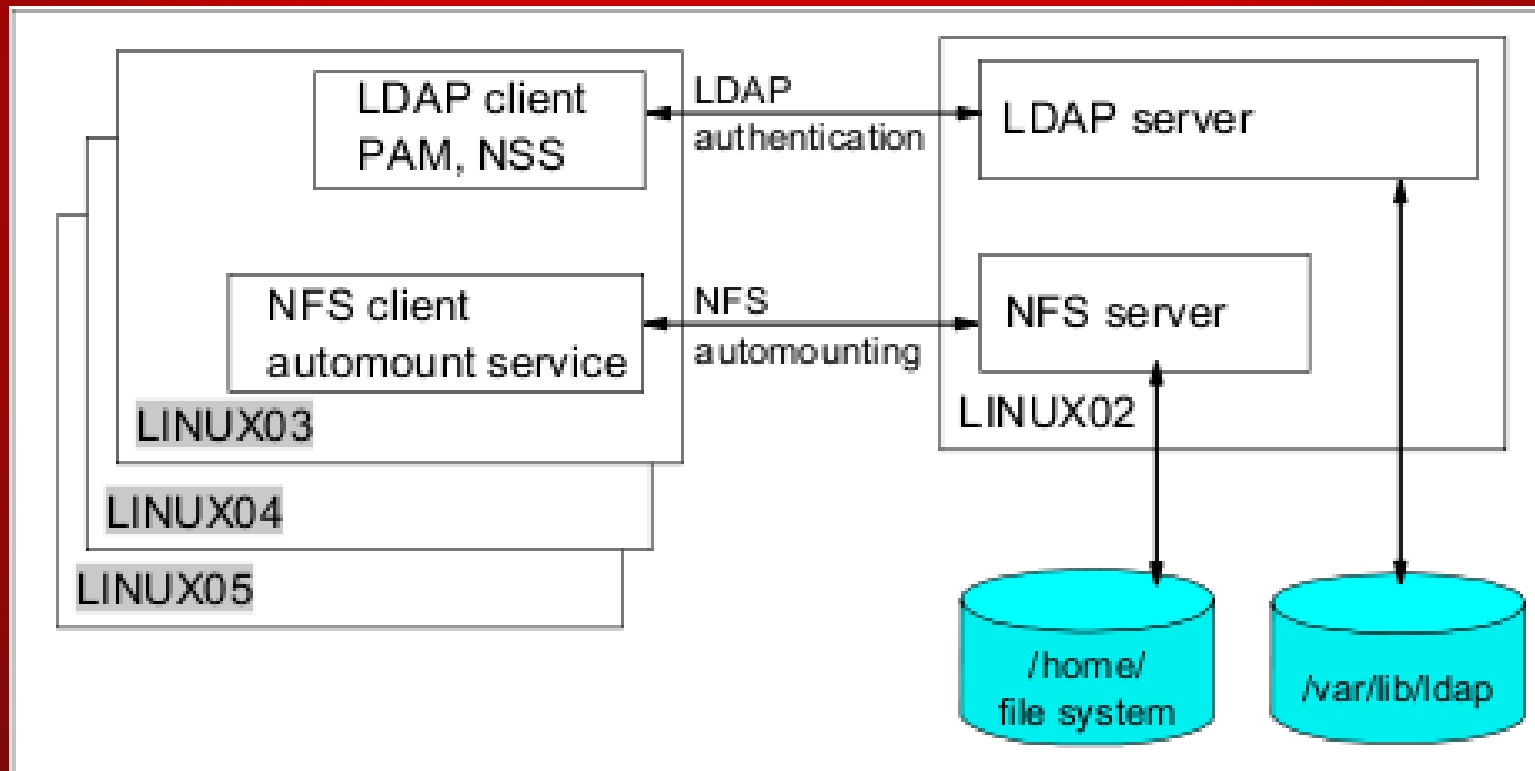 LDAP client
PAM, NSS
LDAP
authentication
LDAP server
NFS client
automount service
NFS
automounting
NFS server
LINUX03
LINUX02
LINUX04
LINUX05
/home/
file system
/var/lib/ldap